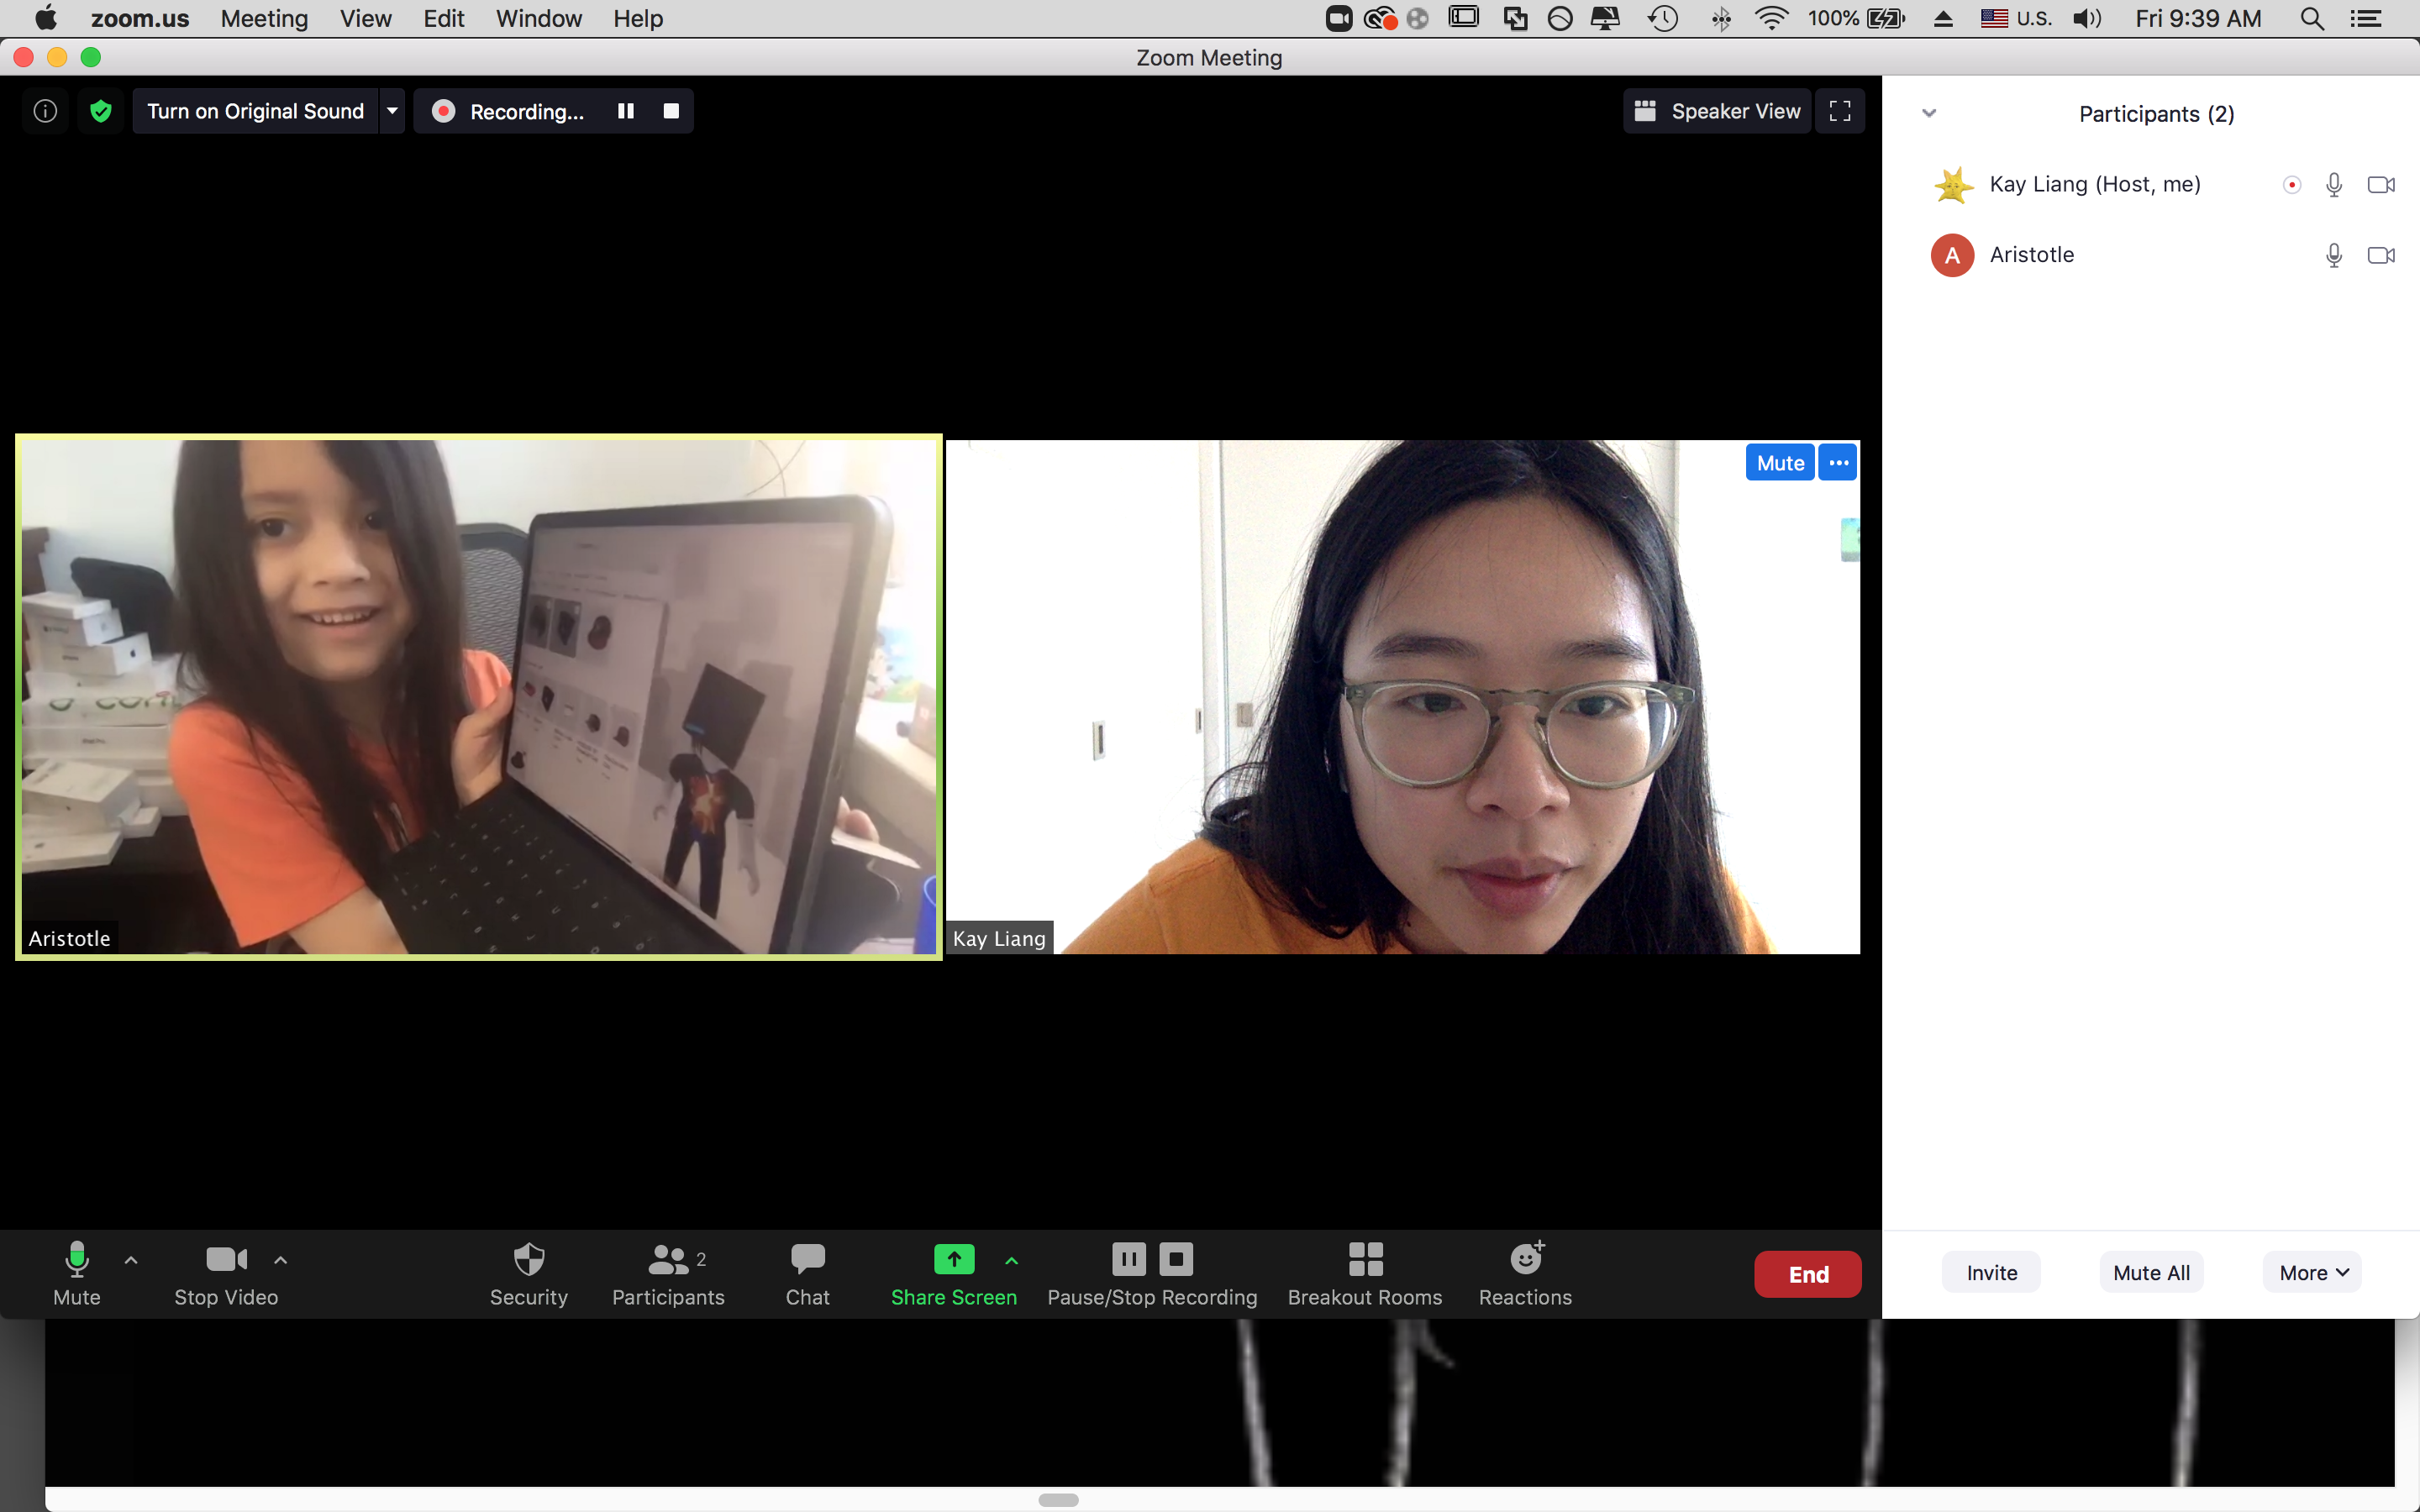 zoom.us Meeting View Edit Window Help 100% U.S. Fri 9:39 AM
Zoom Meeting
Turn on Original Sound Recording... Speaker View
Participants (2)
Kay Liang (Host, me)
A Aristotle
Mute ...
Aristotle
Kay Liang
2
Mute Stop Video Security Participants Chat Share Screen Pause/Stop Recording Breakout Rooms Reactions
End
Invite Mute All More